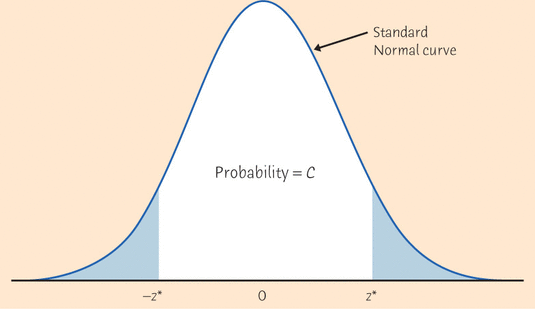 Standard
Normal curve
Probability = C
–z*
0
z*